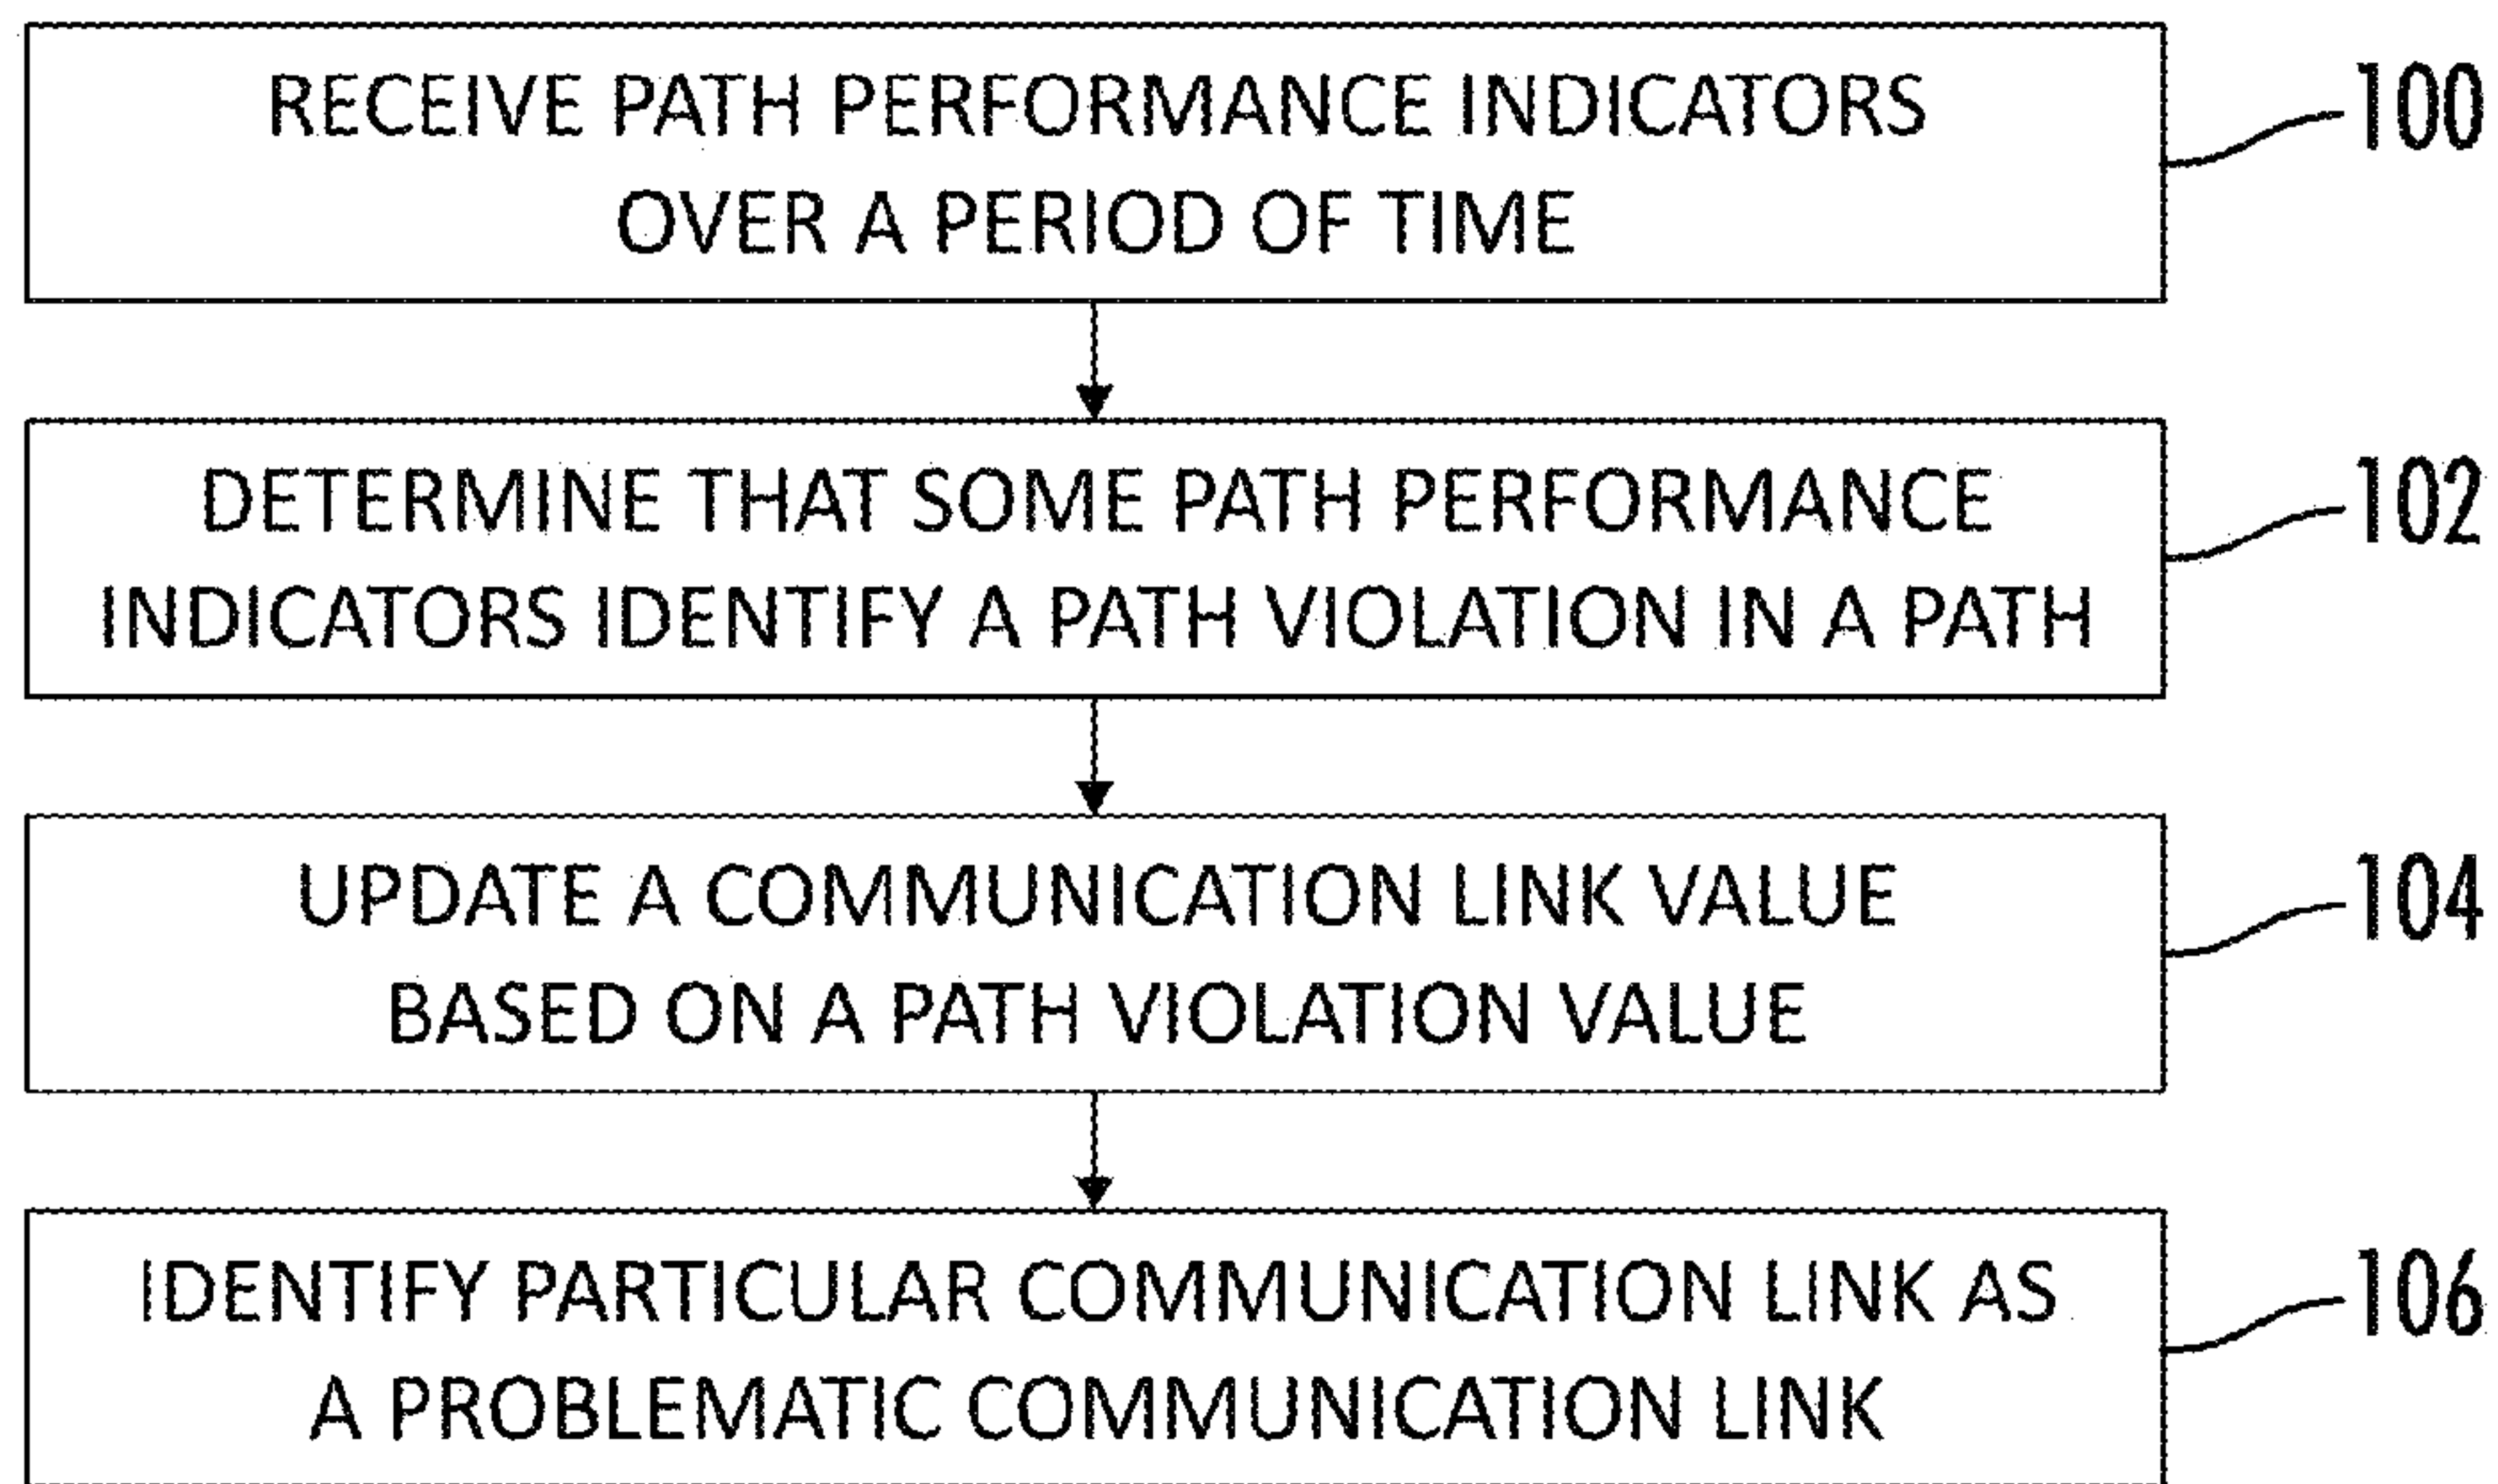 RECEIVE PATH PERFORMANCE INDICATORS
OVER A PERIOD OF TIME
100
DETERMINE THAT SOME PATH PERFORMANCE
INDICATORS IDENTIFY A PATH VIOLATION IN A PATH
102
UPDATE A COMMUNICATION LINK VALUE
BASED ON A PATH VIOLATION VALUE
104
IDENTIFY PARTICULAR COMMUNICATION LINK AS
A PROBLEMATIC COMMUNICATION LINK
106